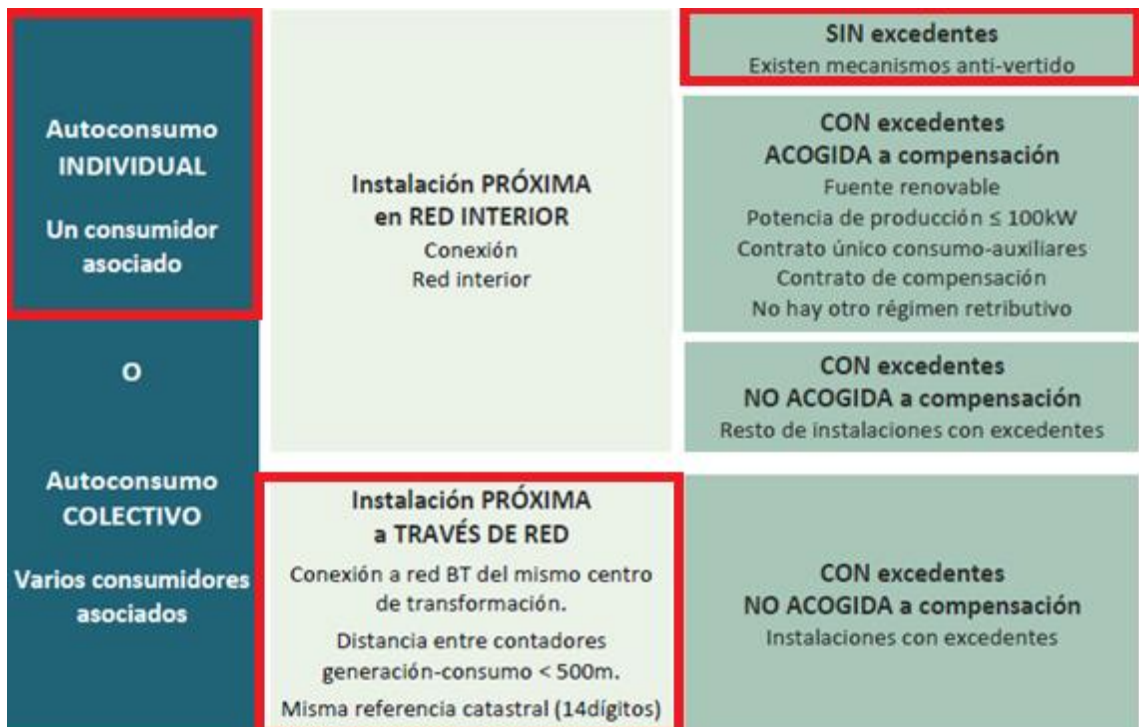 Autoconsumo
INDIVIDUAL
Un consumidor
asociado
O
Autoconsumo
COLECTIVO
Varios consumidores
asociados
Instalación PRÓXIMA
en RED INTERIOR
Conexión
Red interior
Instalación PRÓXIMA
a TRAVÉS DE RED
Conexión a red BT del mismo centro
de transformación.
Distancia entre contadores
generación-consumo < 500m.
Misma referencia catastral (14dígitos)
SIN excedentes
Existen mecanismos anti-vertido
CON excedentes
ACOGIDA a compensación
Fuente renovable
Potencia de producción ≤ 100kW
Contrato único consumo-auxiliares
Contrato de compensación
No hay otro régimen retributivo
CON excedentes
NO ACOGIDA a compensación
Resto de instalaciones con excedentes
CON excedentes
NO ACOGIDA a compensación
Instalaciones con excedentes